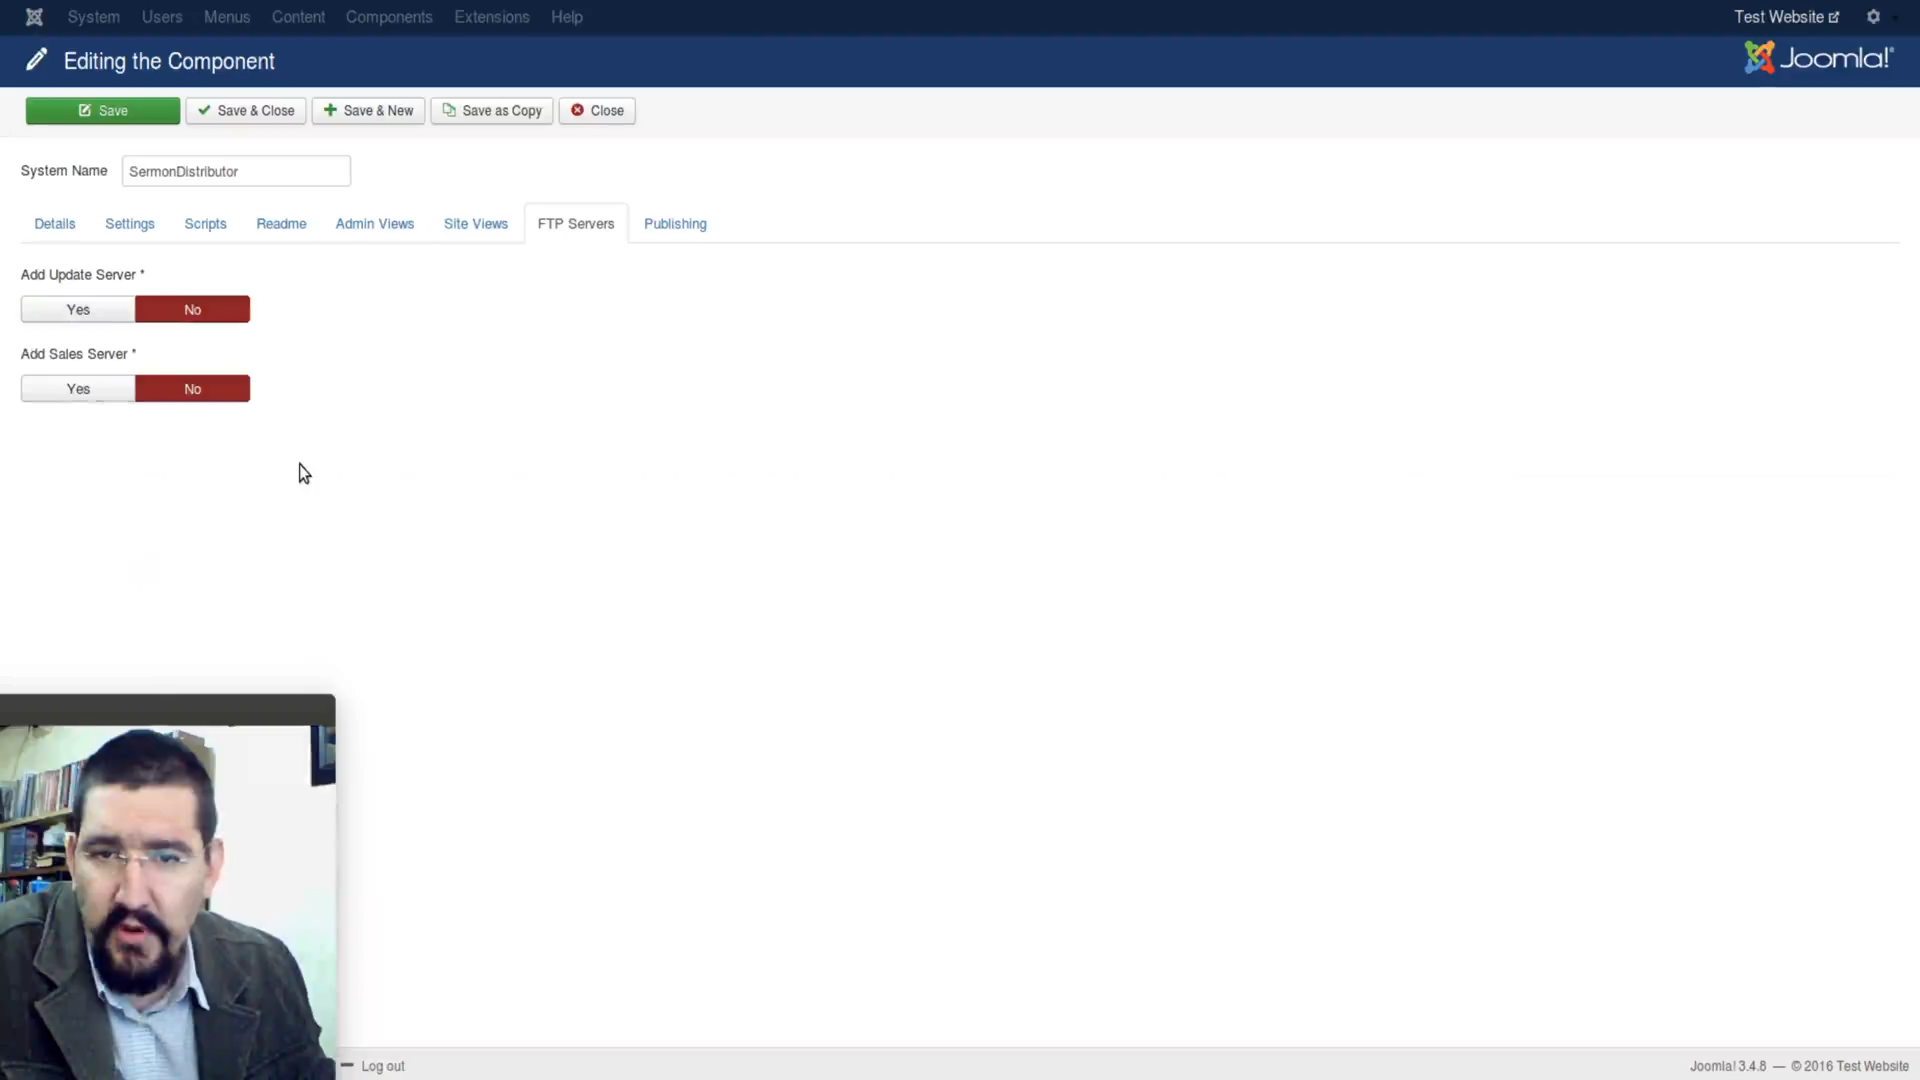 System Users Menus Content Components Extensions Help Test Website
Editing the Component Joomla!®
Save Save & Close Save & New Save as Copy Close
System Name SermonDistributor
Details Settings Scripts Readme Admin Views Site Views FTP Servers Publishing
Add Update Server *
Yes No
Add Sales Server *
Yes No
Log out Joomla! 3.4.8 — © 2016 Test Website